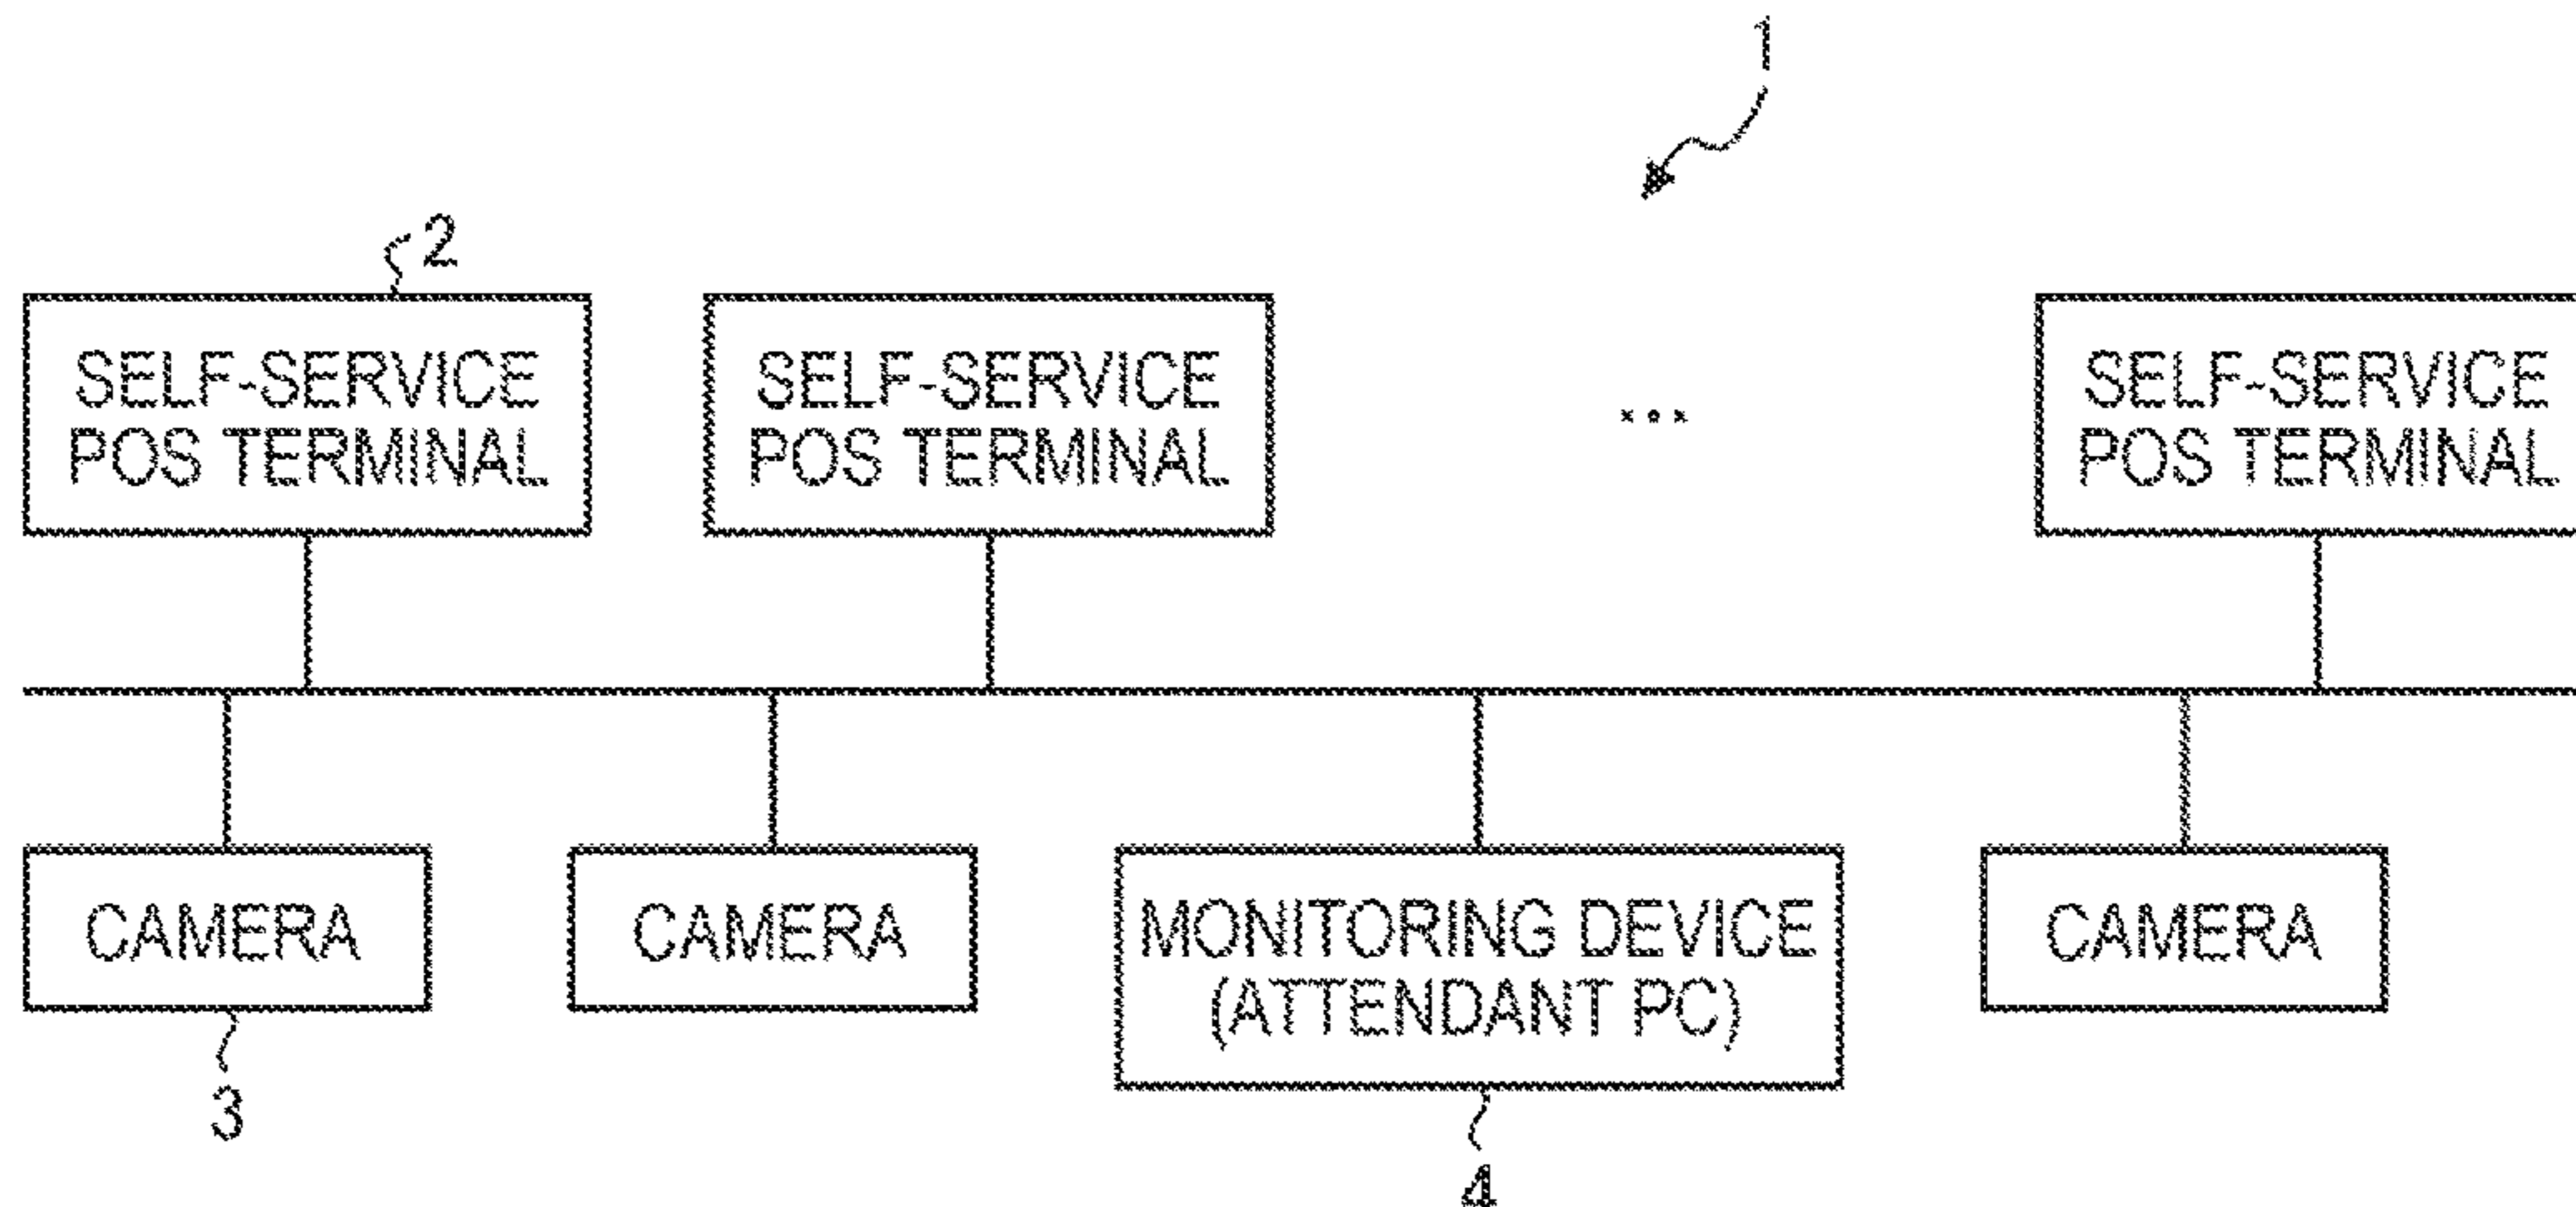 1
2
SELF-SERVICE
POS TERMINAL
SELF-SERVICE
POS TERMINAL
...
SELF-SERVICE
POS TERMINAL
CAMERA
CAMERA
MONITORING DEVICE
(ATTENDANT PC)
CAMERA
3
4